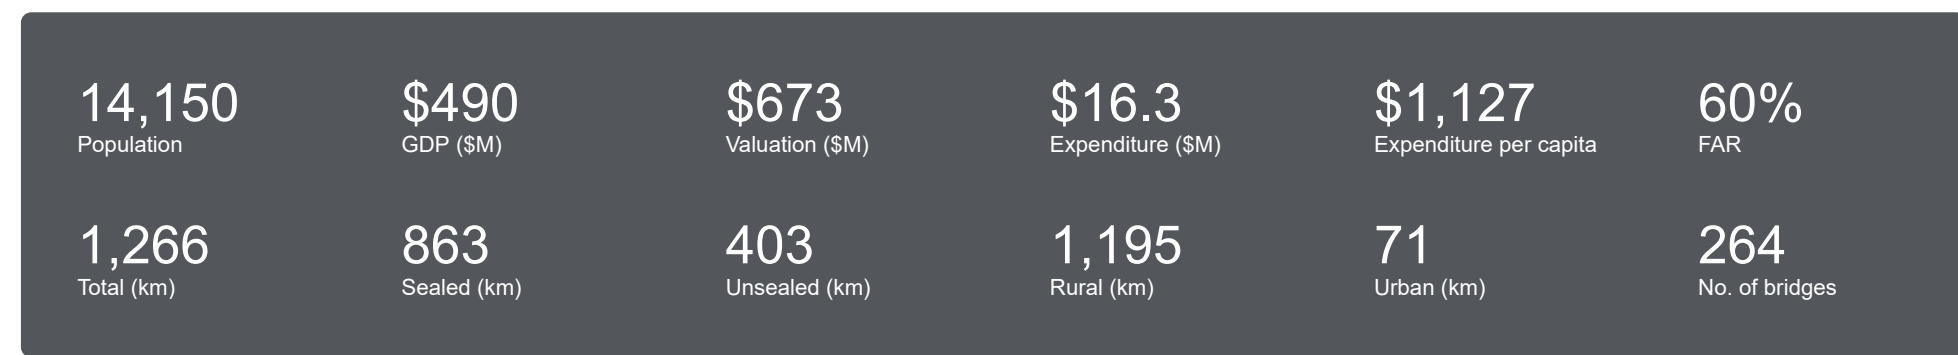 14,150 $490 $673 $16.3 $1,127 60%
Population GDP ($M) Valuation ($M) Expenditure ($M) Expenditure per capita FAR
1,266 863 403 1,195 71 264
Total (km) Sealed (km) Unsealed (km) Rural (km) Urban (km) No. of bridges